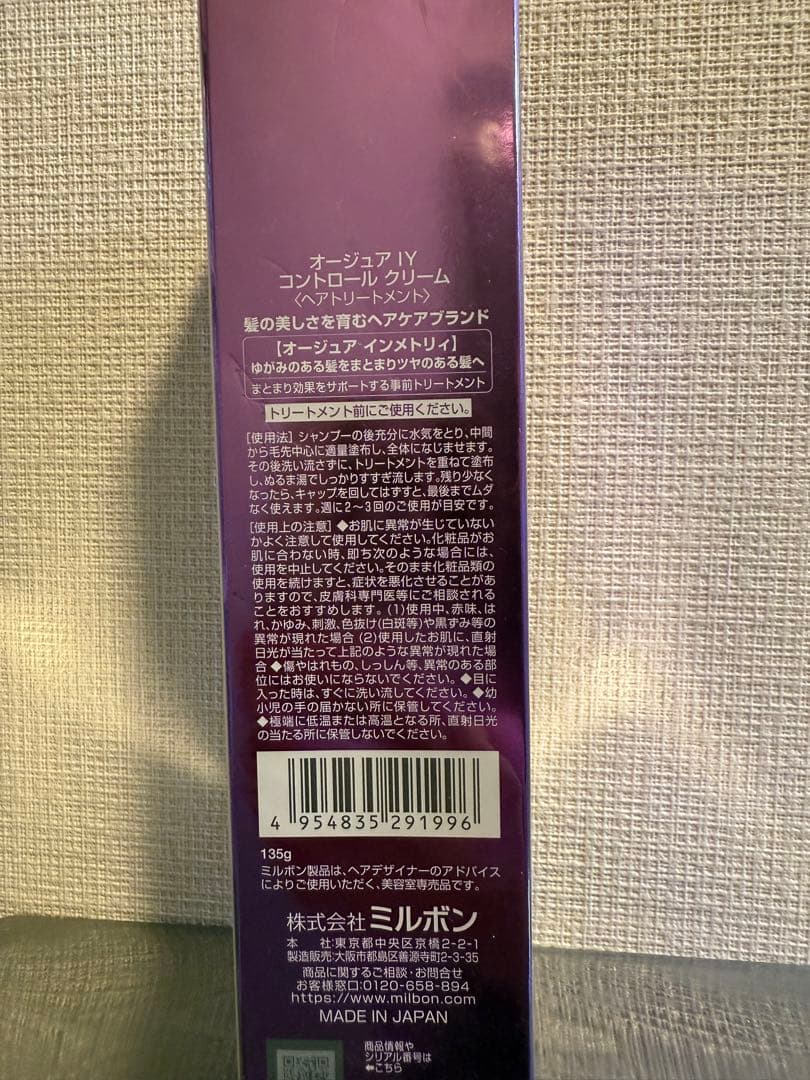 オージュア IY
コントロール クリーム
〈ヘアトリートメント〉
髪の美しさを育むヘアケアブランド
【オージュア インメトリィ】
ゆがみのある髪をまとまりツヤのある髪へ
まとまり効果をサポートする事前トリートメント
トリートメント前にご使用ください。
[使用法] シャンプーの後充分に水気をとり、中間
から毛先中心に適量塗布し、全体になじませます。
その後洗い流さずに、トリートメントを重ねて塗布
し、ぬるま湯でしっかりすすぎ流します。残り少なく
なったら、キャップを回してはずすと、最後までムダ
なく使えます。週に2～3回のご使用が目安です。
[使用上の注意] ◆お肌に異常が生じていない
かよく注意して使用してください。化粧品がお
肌に合わない時、即ち次のような場合には、
使用を中止してください。そのまま化粧品類の
使用を続けますと、症状を悪化させることがあ
りますので、皮膚科専門医等にご相談される
ことをおすすめします。(1)使用中、赤味、は
れ、かゆみ、刺激、色抜け(白斑等)や黒ずみ等の
異常が現れた場合 (2)使用したお肌に、直射
日光が当たって上記のような異常が現れた場
合 ◆傷やはれもの、しっしん等、異常のある部
位にはお使いにならないでください。◆目に
入った時は、すぐに洗い流してください。◆幼
小児の手の届かない所に保管してください。
◆極端に低温または高温となる所、直射日光
の当たる所に保管しないでください。
4 954835 291996
135g
ミルボン製品は、ヘアデザイナーのアドバイス
によりご使用いただく、美容室専売品です。
株式会社 ミルボン
本 社:東京都中央区京橋2-2-1
製造販売:大阪市都島区善源寺町2-3-35
商品に関するご相談・お問合せ
お客様窓口:0120-658-894
https://www.milbon.com
MADE IN JAPAN
商品情報や
シリアル番号は
⬅こちら